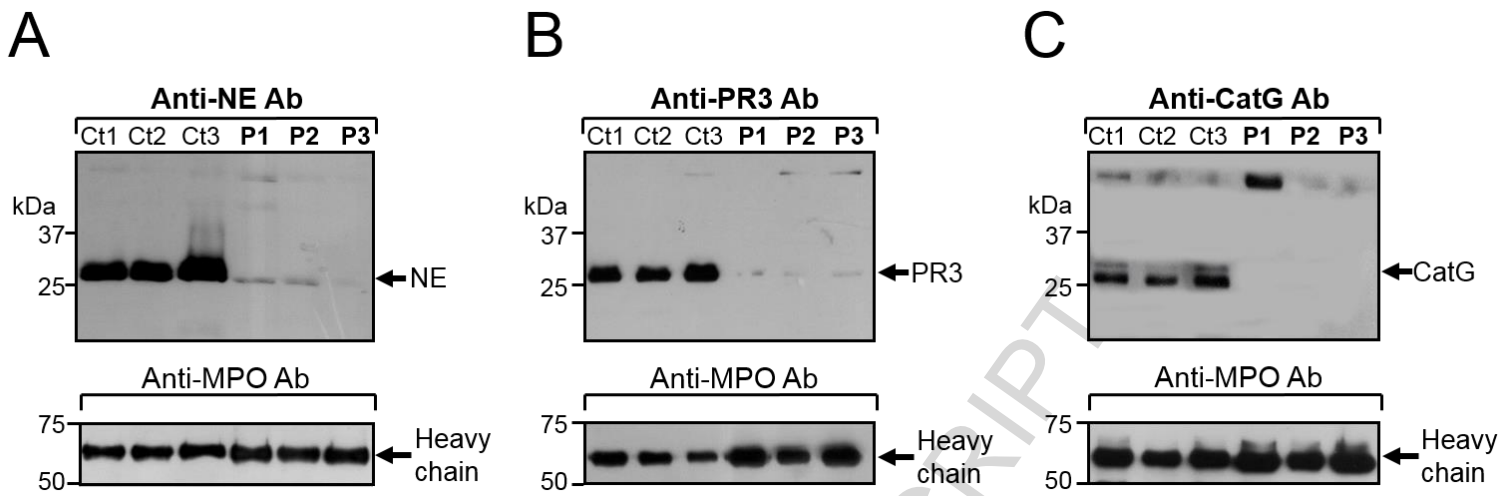 A
Anti-NE Ab
Ct1 Ct2 Ct3 P1 P2 P3
kDa
37
25
NE
Anti-MPO Ab
75
50
Heavy
chain
B
Anti-PR3 Ab
Ct1 Ct2 Ct3 P1 P2 P3
kDa
37
25
PR3
Anti-MPO Ab
75
50
Heavy
chain
C
Anti-CatG Ab
Ct1 Ct2 Ct3 P1 P2 P3
kDa
37
25
CatG
Anti-MPO Ab
75
50
Heavy
chain
CRIPT